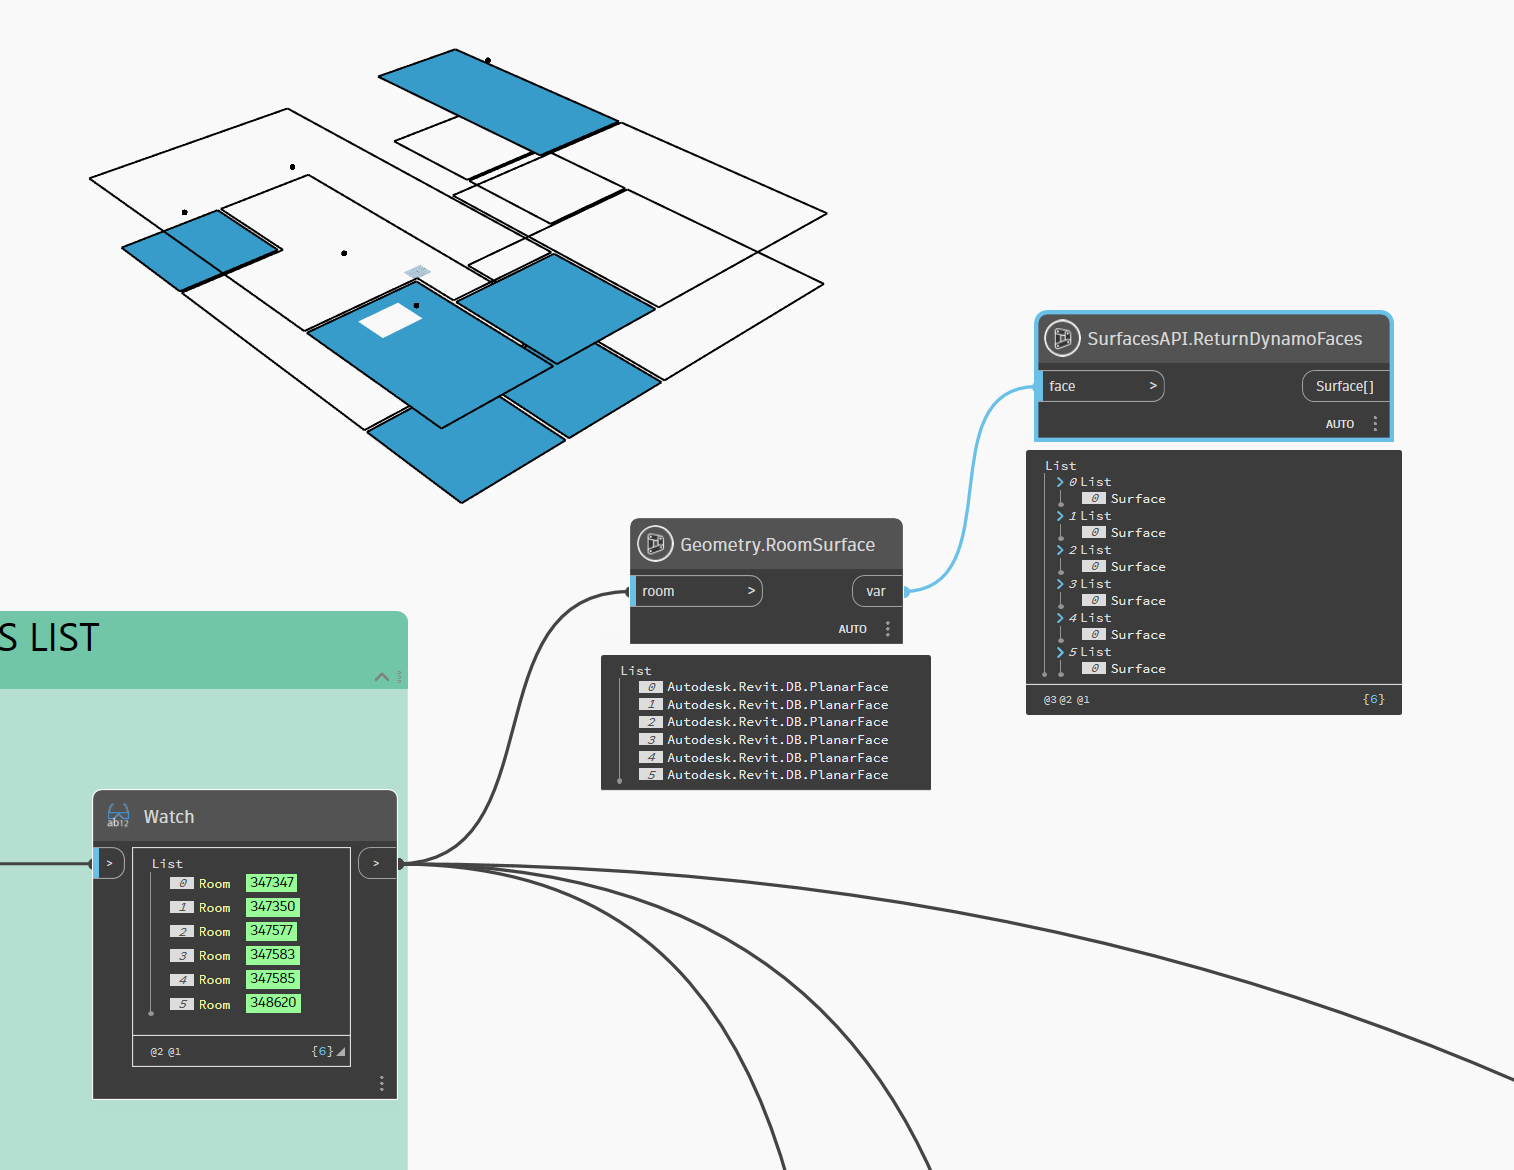 SurfacesAPI.ReturnDynamoFaces
face >
Surface[]
AUTO
List
0 List
0 Surface
1 List
0 Surface
2 List
0 Surface
3 List
0 Surface
4 List
0 Surface
5 List
0 Surface
@3 @2 @1 {6}
Geometry.RoomSurface
room >
var
AUTO
List
0 Autodesk.Revit.DB.PlanarFace
1 Autodesk.Revit.DB.PlanarFace
2 Autodesk.Revit.DB.PlanarFace
3 Autodesk.Revit.DB.PlanarFace
4 Autodesk.Revit.DB.PlanarFace
5 Autodesk.Revit.DB.PlanarFace
S LIST
ab12
Watch
>
>
List
0 Room 347347
1 Room 347350
2 Room 347577
3 Room 347583
4 Room 347585
5 Room 348620
@2 @1 {6}